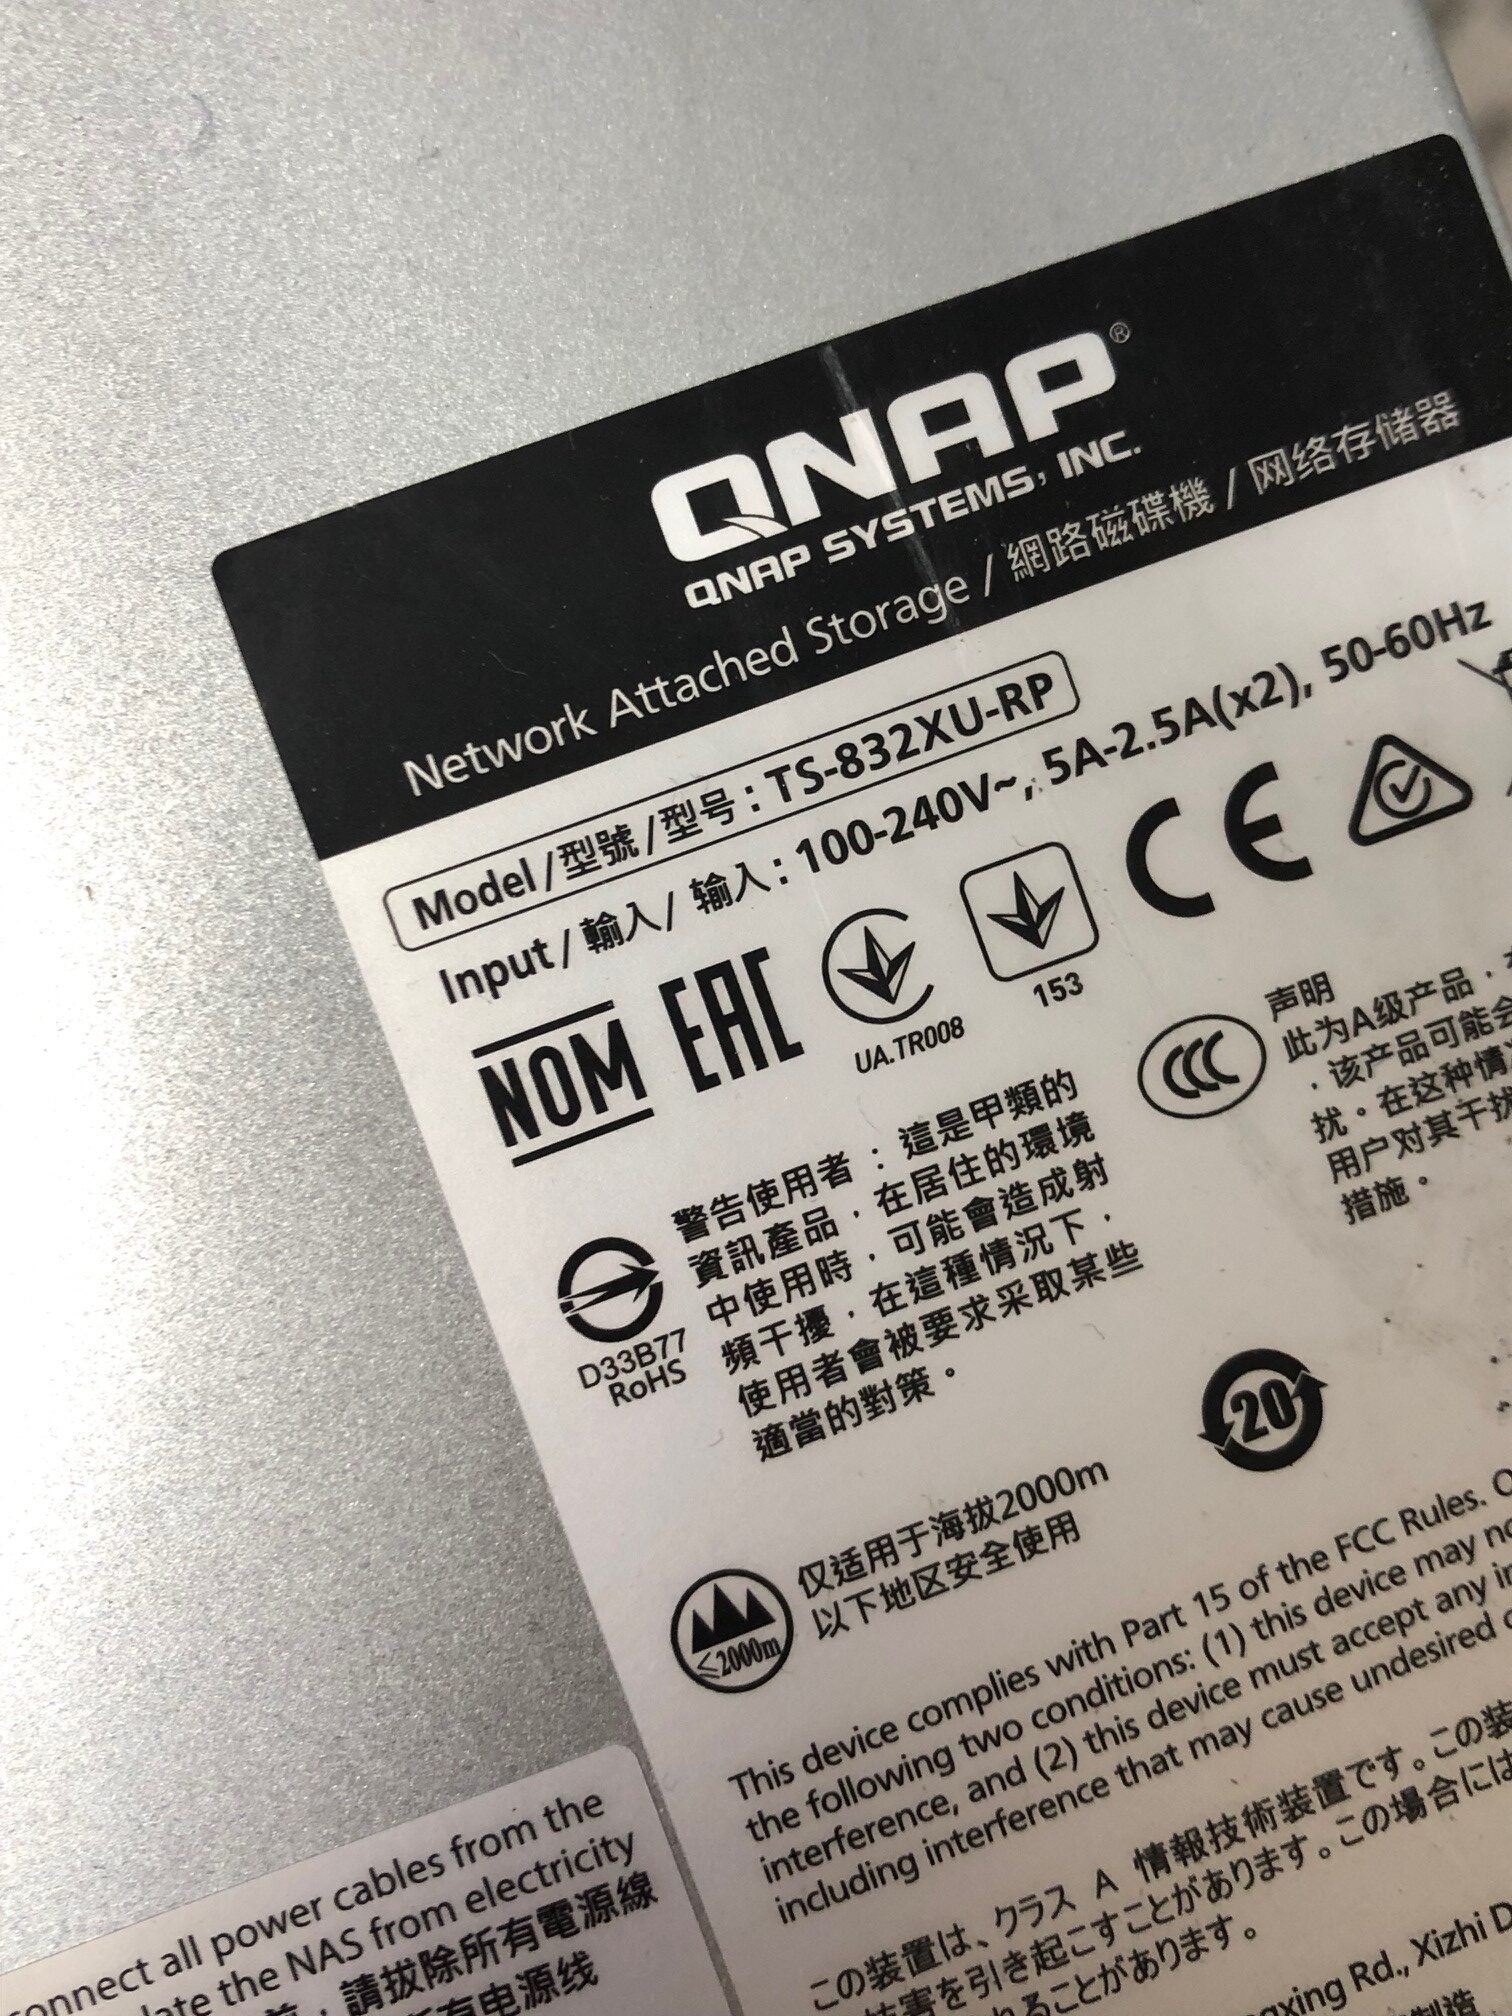 QNAP®
QNAP SYSTEMS, INC.
Network Attached Storage / 網路磁碟機 / 网络存储器
Model/型號/型号: TS-832XU-RP
Input/ 輸入/ 输入: 100-240V~, 5A-2.5A(x2), 50-60Hz
NOM EAC
UA.TR008
153
CE
CCC
声明
此为A级产品，
，该产品可能
扰。在这种情
用户对其干扰
措施。
警告使用者：這是甲類的
資訊產品，在居住的環境
中使用時，可能會造成射
頻干擾，在這種情況下，
使用者會被要求采取某些
適當的對策。
D33B77
RoHS
20
仅适用于海拔2000m
以下地区安全使用
≤2000m
This device complies with Part 15 of the FCC Rules.
the following two conditions: (1) this device may
interference, and (2) this device must accept any
including interference that may cause undesired
この装置は、クラス A 情報技術装置です。この装
を引き起こすことがあります。この場合には
ことがあります。
Rd., Xizhi
all power cables from the
the NAS from electricity
，請拔除所有電源線
有电源线